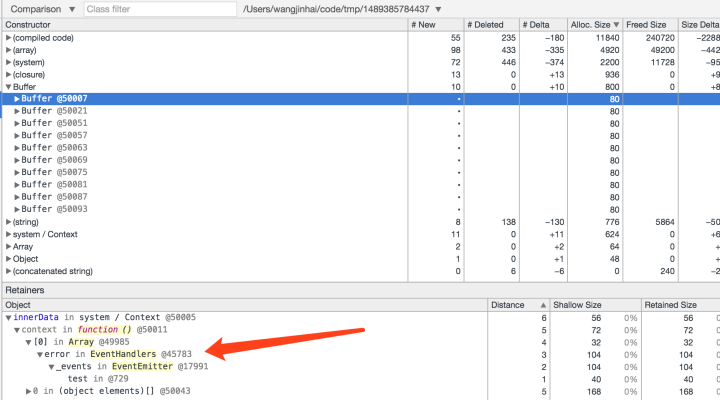 Comparison ▼ Class filter /Users/wangjinhai/code/tmp/1489385784437 ▼
Constructor # New # Deleted # Delta Alloc. Size ▼ Freed Size Size Delta
▶(compiled code) 55 235 −180 11840 240720 −2288
▶(array) 98 433 −335 4920 49200 −442
▶(system) 72 446 −374 2200 11728 −95
▶(closure) 13 0 +13 936 0 +9
▼Buffer 10 0 +10 800 0 +8
▶Buffer @50007 • 80
▶Buffer @50021 • 80
▶Buffer @50051 • 80
▶Buffer @50057 • 80
▶Buffer @50063 • 80
▶Buffer @50069 • 80
▶Buffer @50075 • 80
▶Buffer @50081 • 80
▶Buffer @50087 • 80
▶Buffer @50093 • 80
▶(string) 8 138 −130 776 5864 −50
▶system / Context 11 0 +11 624 0 +6
▶Array 2 0 +2 64 0 +
▶Object 1 0 +1 48 0 +
▶(concatenated string) 0 6 −6 0 240 −2
Retainers
Object Distance ▲ Shallow Size Retained Size
▼innerData in system / Context @50005 6 56 0% 56 0%
▼context in function () @50011 5 72 0% 72 0%
▼[0] in Array @49985 4 32 0% 32 0%
▼error in EventHandlers @45783 3 104 0% 104 0%
▼_events in EventEmitter @17991 2 104 0% 104 0%
test in @729 1 40 0% 40 0%
▶0 in (object elements)[] @50043 5 168 0% 168 0%